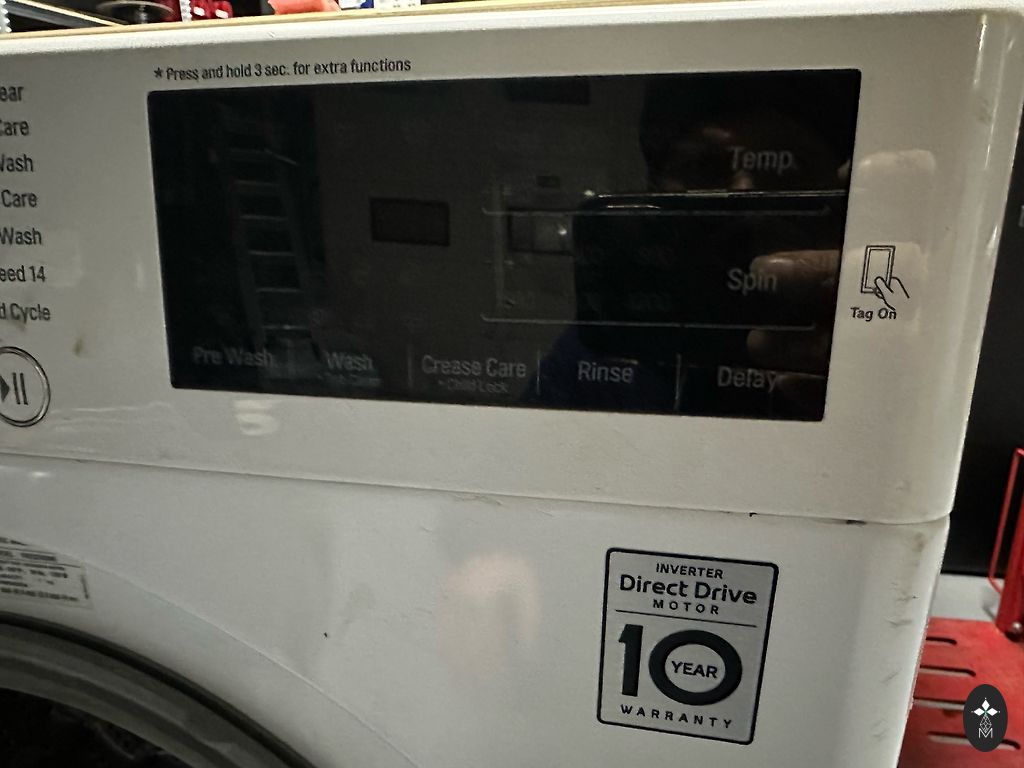 * Press and hold 3 sec. for extra functions
ear
Care
Wash
Care
Wash
eed 14
d Cycle
Temp.
Spin
Tag On
Pre Wash
Wash
Crease Care
* Child Lock
Rinse
Delay
INVERTER
Direct Drive
MOTOR
10
YEAR
WARRANTY
M